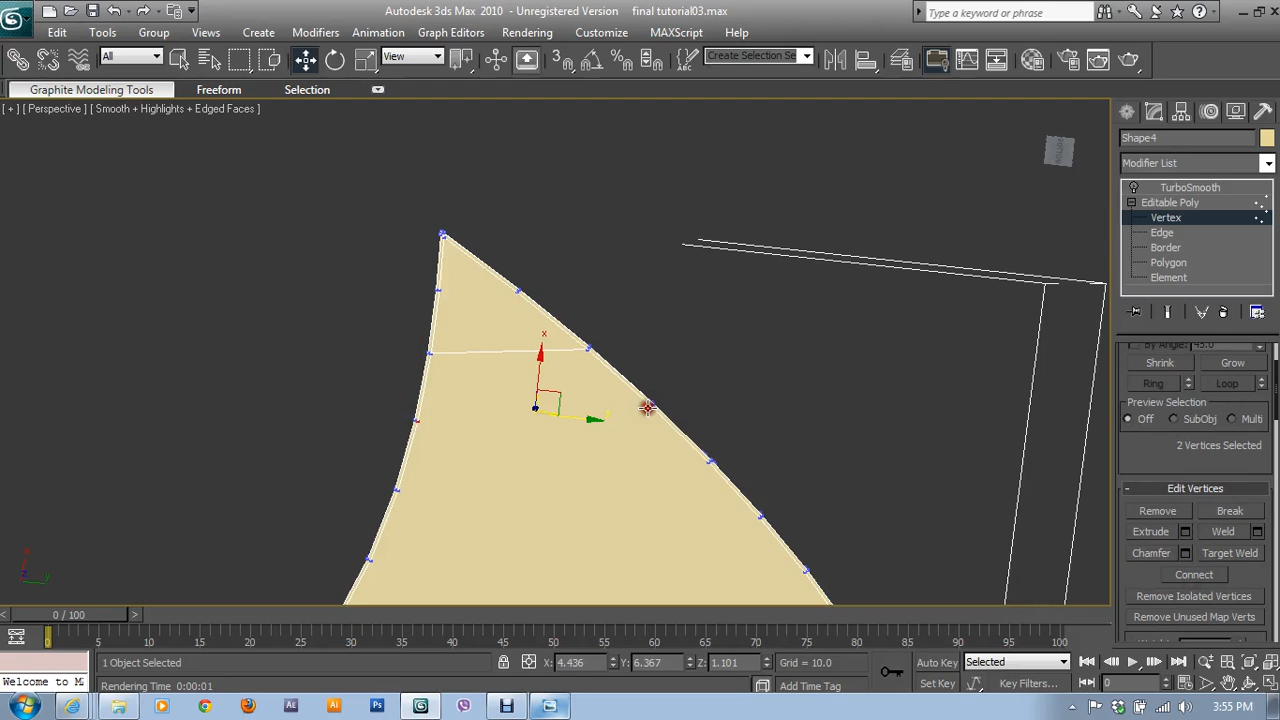 Autodesk 3ds Max 2010 - Unregistered Version final tutorial03.max
Type a keyword or phrase
Edit Tools Group Views Create Modifiers Animation Graph Editors Rendering Customize MAXScript Help
All View Create Selection Se
Graphite Modeling Tools Freeform Selection
[ + ] [ Perspective ] [ Smooth + Highlights + Edged Faces ]
Shape4
Modifier List
TurboSmooth
Editable Poly
Vertex
Edge
Border
Polygon
Element
By Angle: 45.0
Shrink Grow
Ring Loop
Preview Selection
Off SubObj Multi
2 Vertices Selected
Edit Vertices
Remove Break
Extrude Weld
Chamfer Target Weld
Connect
Remove Isolated Vertices
Remove Unused Map Verts
x
0 / 100
0 5 10 15 20 25 30 35 40 45 50 55 60 65 70 75 80 85 90 95 100
1 Object Selected X: 4.436 Y: 6.367 Z: 1.101 Grid = 10.0 Auto Key Selected
Welcome to M Rendering Time 0:00:01 Add Time Tag Set Key Key Filters... 0
3:55 PM